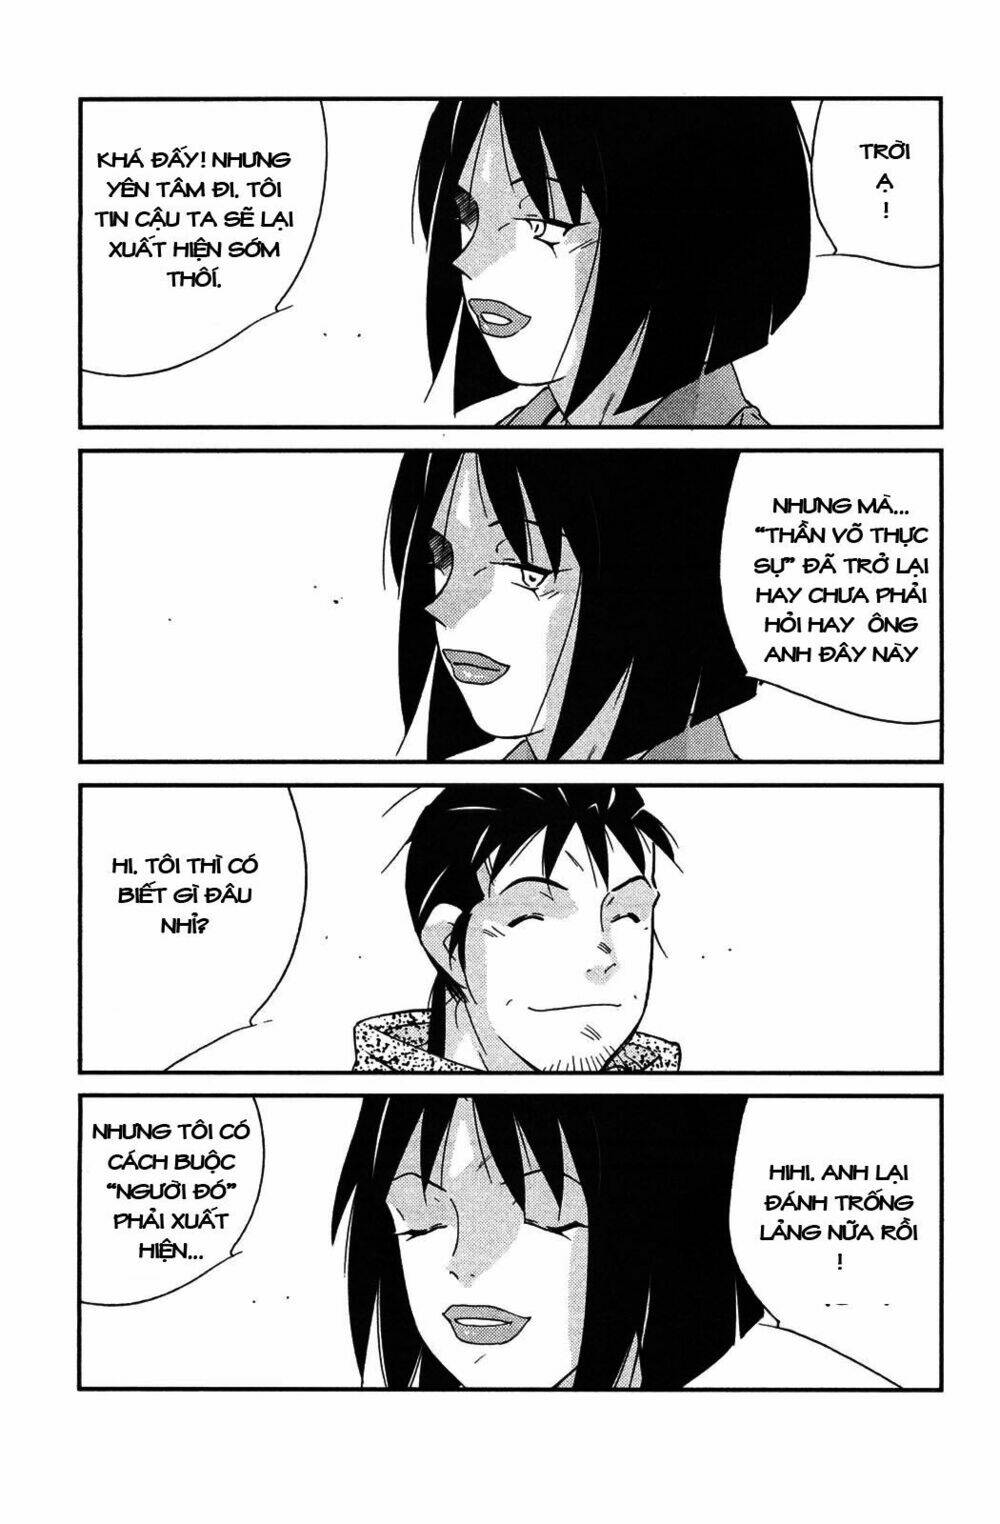 TRỜI
Ạ
!
KHÁ ĐẤY! NHƯNG
YÊN TÂM ĐI. TÔI
TIN CẬU TA SẼ LẠI
XUẤT HIỆN SỚM
THÔI.
NHƯNG MÀ...
"THẦN VÕ THỰC
SỰ" ĐÃ TRỞ LẠI
HAY CHƯA PHẢI
HỎI HAY ÔNG
ANH ĐÂY NÀY
HI. TÔI THÌ CÓ
BIẾT GÌ ĐÂU
NHỈ?
HIHI. ANH LẠI
ĐÁNH TRỐNG
LẢNG NỮA RỒI
!
NHƯNG TÔI CÓ
CÁCH BUỘC
"NGƯỜI ĐÓ"
PHẢI XUẤT
HIỆN...